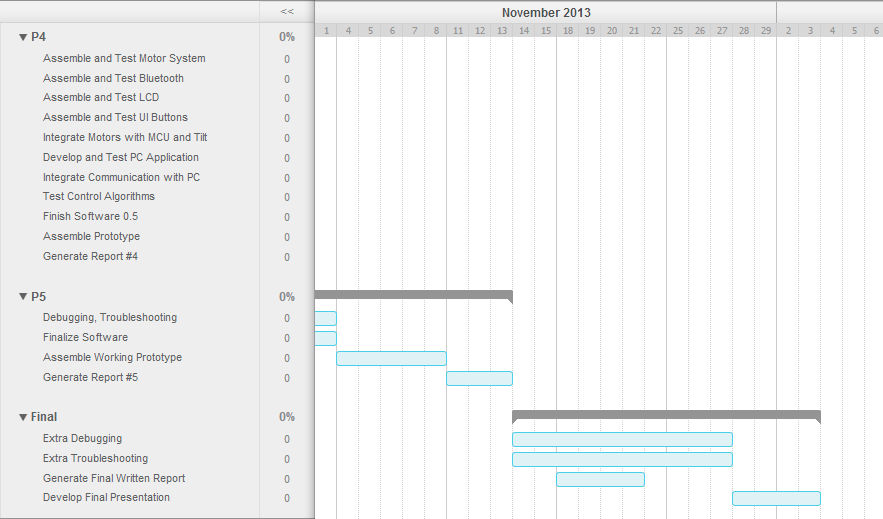 << November 2013
1 4 5 6 7 8 11 12 13 14 15 18 19 20 21 22 25 26 27 28 29 2 3 4 5 6
P4 0%
Assemble and Test Motor System 0
Assemble and Test Bluetooth 0
Assemble and Test LCD 0
Assemble and Test UI Buttons 0
Integrate Motors with MCU and Tilt 0
Develop and Test PC Application 0
Integrate Communication with PC 0
Test Control Algorithms 0
Finish Software 0.5 0
Assemble Prototype 0
Generate Report #4 0
P5 0%
Debugging, Troubleshooting 0
Finalize Software 0
Assemble Working Prototype 0
Generate Report #5 0
Final 0%
Extra Debugging 0
Extra Troubleshooting 0
Generate Final Written Report 0
Develop Final Presentation 0